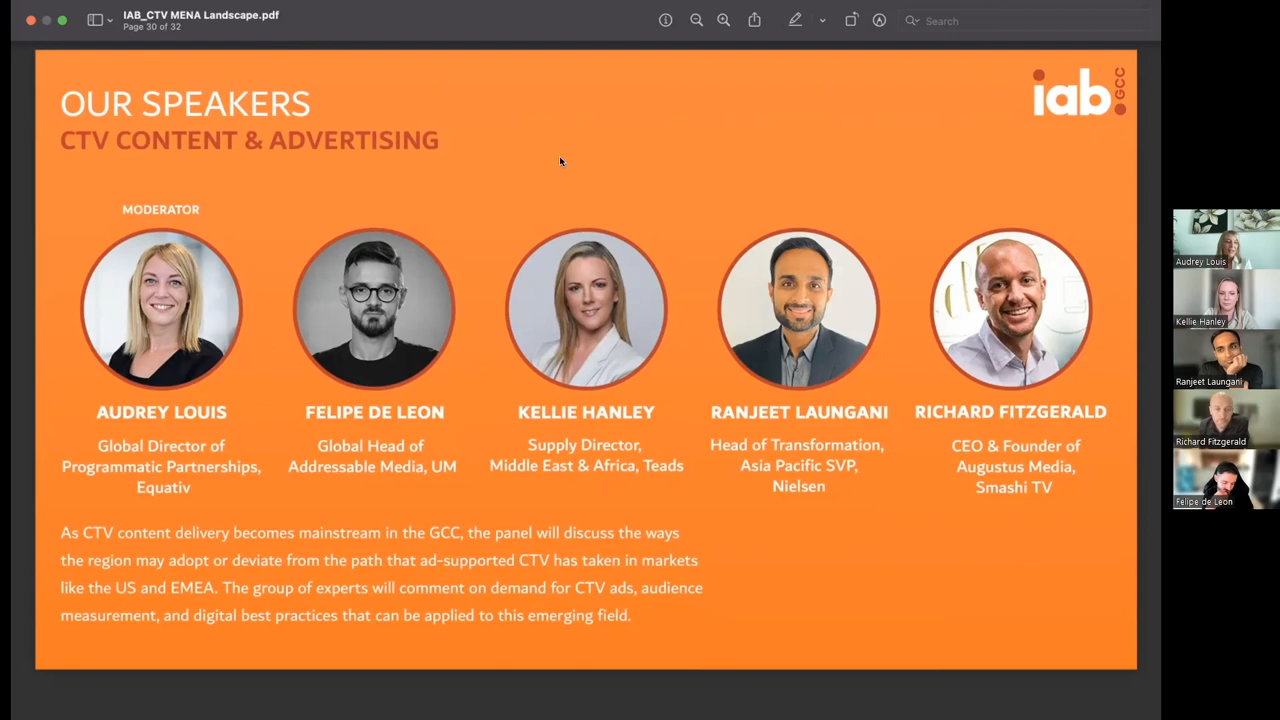 IAB_CTV MENA Landscape.pdf
Page 30 of 32
Search
OUR SPEAKERS
CTV CONTENT & ADVERTISING
iab GCC
MODERATOR
AUDREY LOUIS
Global Director of
Programmatic Partnerships,
Equativ
FELIPE DE LEON
Global Head of
Addressable Media, UM
KELLIE HANLEY
Supply Director,
Middle East & Africa, Teads
RANJEET LAUNGANI
Head of Transformation,
Asia Pacific SVP,
Nielsen
RICHARD FITZGERALD
CEO & Founder of
Augustus Media,
Smashi TV
As CTV content delivery becomes mainstream in the GCC, the panel will discuss the ways
the region may adopt or deviate from the path that ad-supported CTV has taken in markets
like the US and EMEA. The group of experts will comment on demand for CTV ads, audience
measurement, and digital best practices that can be applied to this emerging field.
Audrey Louis
Kellie Hanley
Ranjeet Laungani
Richard Fitzgerald
Felipe de Leon